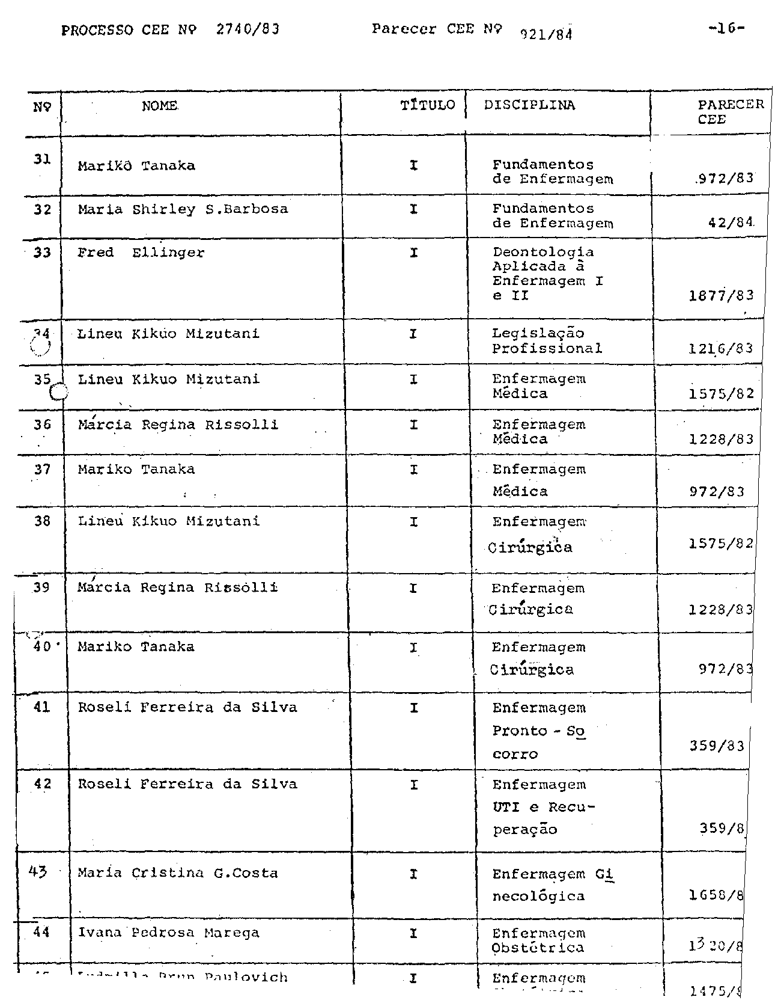 PROCESSO CEE Nº 2740/83 Parecer CEE Nº 921/84 -16-
Nº NOME TÍTULO DISCIPLINA PARECER
CEE
31 Mariko Tanaka I Fundamentos
de Enfermagem 972/83
32 Maria Shirley S.Barbosa I Fundamentos
de Enfermagem 42/84
33 Fred Ellinger I Deontologia
Aplicada à
Enfermagem I
e II 1877/83
34 Lineu Kikuo Mizutani I Legislação
Profissional 1216/83
35 Lineu Kikuo Mizutani I Enfermagem
Médica 1575/82
36 Márcia Regina Rissolli I Enfermagem
Médica 1228/83
37 Mariko Tanaka I Enfermagem
Médica 972/83
38 Lineu Kikuo Mizutani I Enfermagem
Cirúrgica 1575/82
39 Márcia Regina Rissolli I Enfermagem
Cirúrgica 1228/83
40 Mariko Tanaka I Enfermagem
Cirúrgica 972/83
41 Roseli Ferreira da Silva I Enfermagem
Pronto - So
corro 359/83
42 Roseli Ferreira da Silva I Enfermagem
UTI e Recu-
peração 359/8
43 Maria Cristina G.Costa I Enfermagem Gi
necológica 1658/8
44 Ivana Pedrosa Marega I Enfermagem
Obstétrica 1320/8
Paulovich I Enfermagem
1475/8